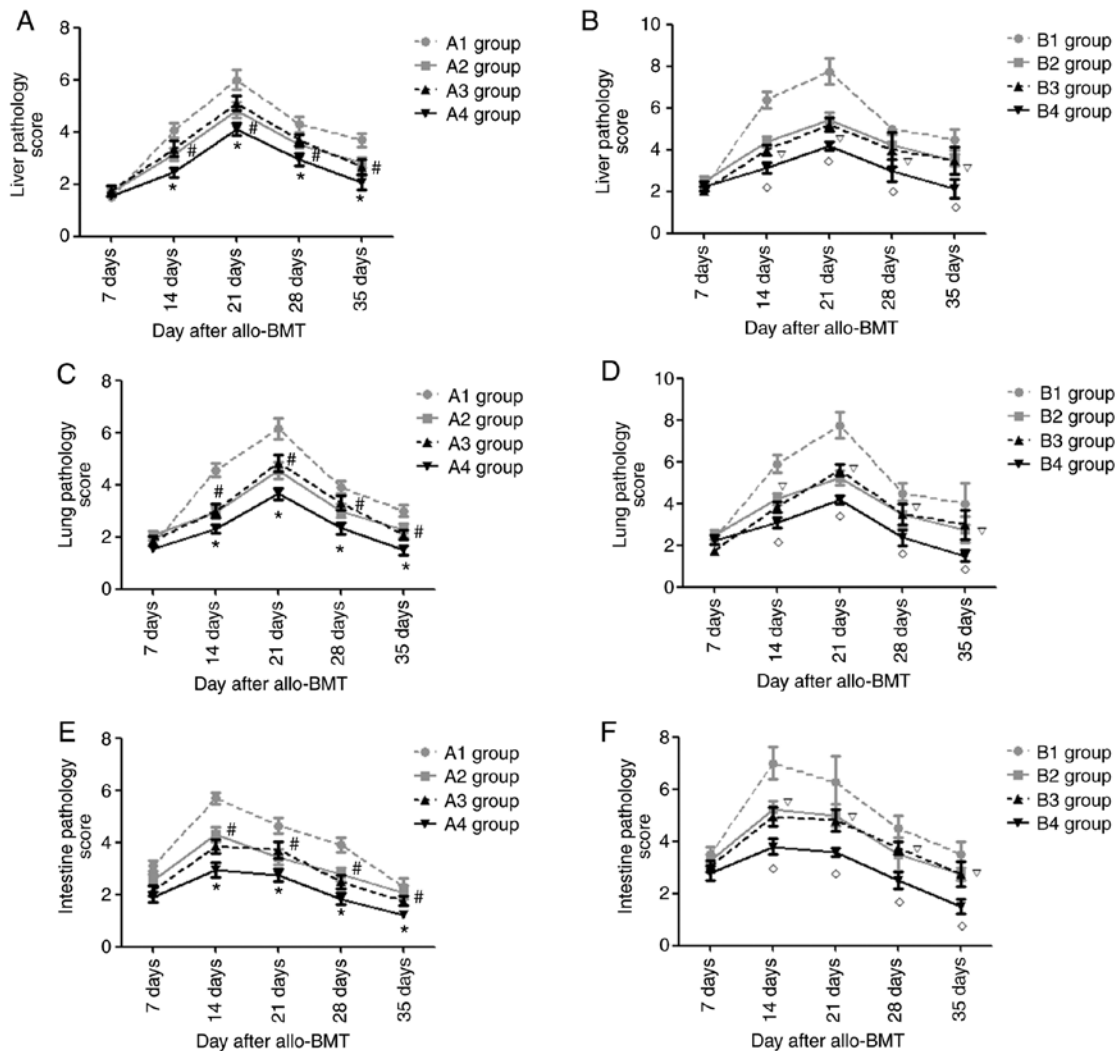 A
8
6
4
2
0
Liver pathology
score
7 days
14 days
21 days
28 days
35 days
Day after allo-BMT
A1 group
A2 group
A3 group
A4 group
#
#
#
*
*
*
*
B
10
8
6
4
2
0
Liver pathology
score
7 days
14 days
21 days
28 days
35 days
Day after allo-BMT
B1 group
B2 group
B3 group
B4 group
▽
▽
▽
▽
◇
◇
◇
◇
C
8
6
4
2
0
Lung pathology
score
7 days
14 days
21 days
28 days
35 days
Day after allo-BMT
A1 group
A2 group
A3 group
A4 group
#
#
#
#
*
*
*
*
D
10
8
6
4
2
0
Lung pathology
score
7 days
14 days
21 days
28 days
35 days
Day after allo-BMT
B1 group
B2 group
B3 group
B4 group
▽
▽
▽
▽
◇
◇
◇
◇
E
8
6
4
2
0
Intestine pathology
score
7 days
14 days
21 days
28 days
35 days
Day after allo-BMT
A1 group
A2 group
A3 group
A4 group
#
#
#
#
*
*
*
*
F
8
6
4
2
0
Intestine pathology
score
7 days
14 days
21 days
28 days
35 days
Day after allo-BMT
B1 group
B2 group
B3 group
B4 group
▽
▽
▽
▽
◇
◇
◇
◇